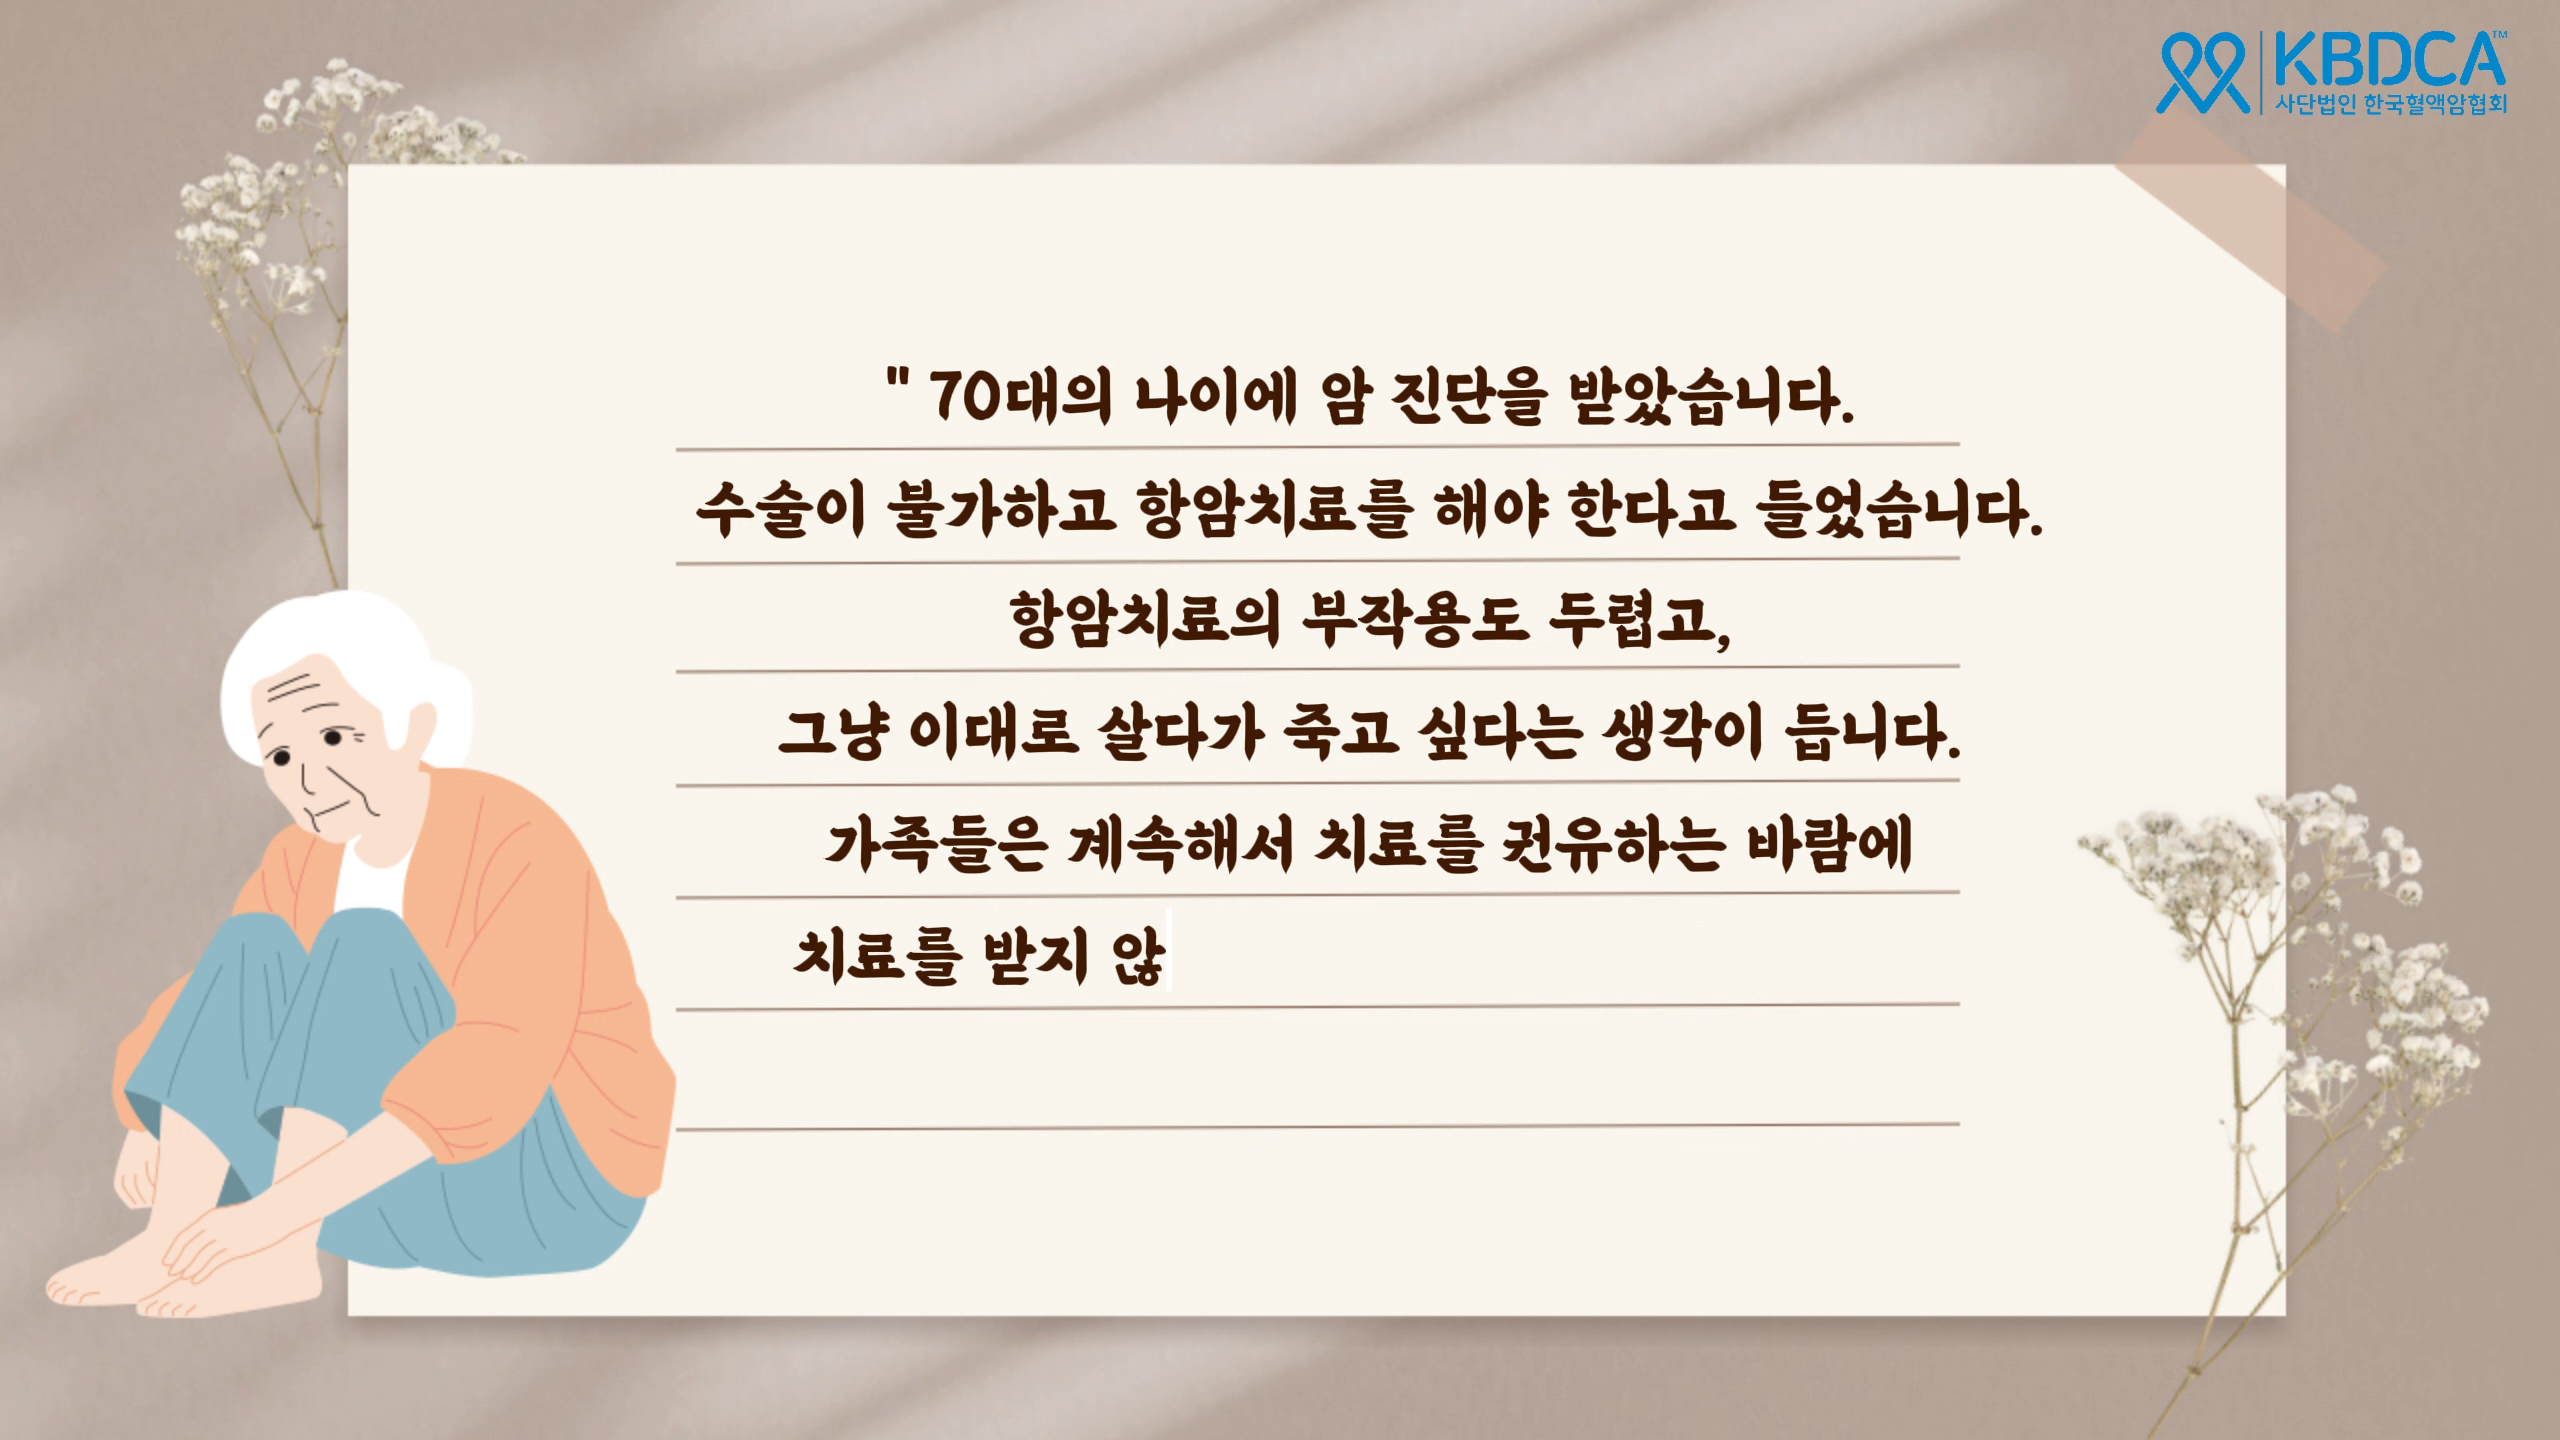 KBDCA™
사단법인 한국혈액암협회
" 70대의 나이에 암 진단을 받았습니다.
수술이 불가하고 항암치료를 해야 한다고 들었습니다.
항암치료의 부작용도 두렵고,
그냥 이대로 살다가 죽고 싶다는 생각이 듭니다.
가족들은 계속해서 치료를 권유하는 바람에
치료를 받지 않